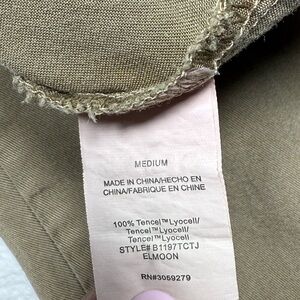 MEDIUM
MADE IN CHINA/HECHO EN
CHINA/FABRIQUE EN CHINE
100% Tencel™Lyocell/
Tencel™Lyocell/
Tencel™Lyocell
STYLE# B1197TCTJ
ELMOON
RN#3059279